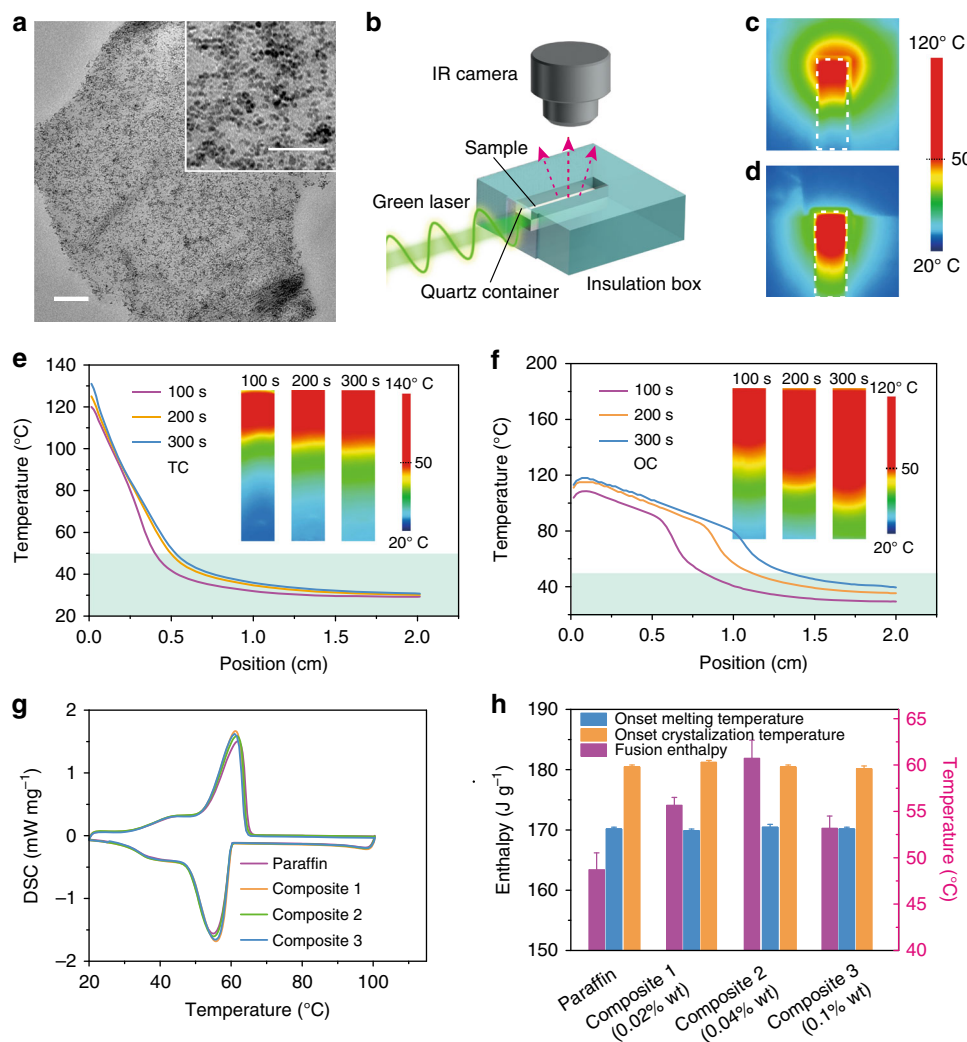 a
b
IR camera
Sample
Green laser
Quartz container
Insulation box
c
d
120° C
50
20° C
e
140
120
100
80
60
40
20
Temperature (°C)
0.0
0.5
1.0
1.5
2.0
Position (cm)
100 s
200 s
300 s
TC
100 s 200 s 300 s
140° C
50
20° C
f
200
160
120
80
40
Temperature (°C)
0.0
0.5
1.0
1.5
2.0
Position (cm)
100 s
200 s
300 s
OC
100 s 200 s 300 s
120° C
50
20° C
g
2
1
0
−1
−2
DSC (mW mg−1)
20
40
60
80
100
Temperature (°C)
Paraffin
Composite 1
Composite 2
Composite 3
h
190
180
170
160
150
Enthalpy (J g−1)
Onset melting temperature
Onset crystalization temperature
Fusion enthalpy
65
60
55
50
45
40
Temperature
(°C)
Paraffin
Composite 1
(0.02% wt)
Composite 2
(0.04% wt)
Composite 3
(0.1% wt)